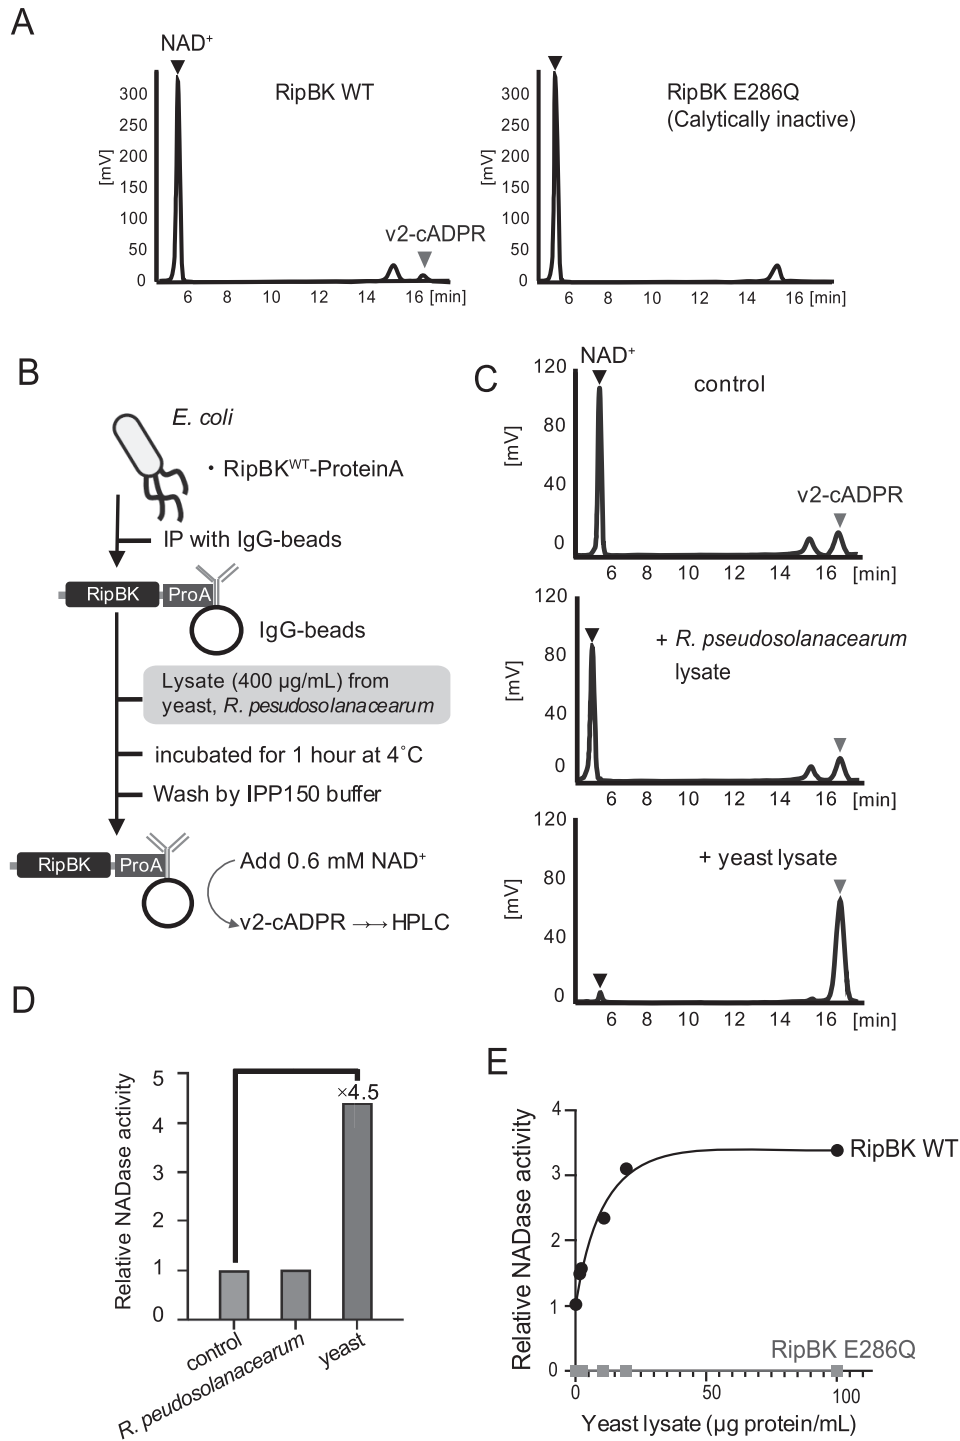 A
NAD+
RipBK WT
[mV]
300
250
200
150
100
50
0
v2-cADPR
6 8 10 12 14 16 [min]
RipBK E286Q
(Calytically inactive)
[mV]
300
250
200
150
100
50
0
6 8 10 12 14 16 [min]
B
E. coli
・RipBKWT-ProteinA
IP with IgG-beads
RipBK ProA
IgG-beads
Lysate (400 µg/mL) from
yeast, R. pesudosolanacearum
incubated for 1 hour at 4˚C
Wash by IPP150 buffer
RipBK ProA
Add 0.6 mM NAD+
v2-cADPR →→ HPLC
C
NAD+
control
[mV]
120
80
40
0
v2-cADPR
6 8 10 12 14 16 [min]
+ R. pseudosolanacearum
lysate
[mV]
120
80
40
0
6 8 10 12 14 16 [min]
+ yeast lysate
[mV]
120
80
40
0
6 8 10 12 14 16 [min]
D
Relative NADase activity
5
4
3
2
1
0
×4.5
control
R. peudosolanacearum
yeast
E
Relative NADase activity
4
3
2
1
0
RipBK WT
RipBK E286Q
0 50 100
Yeast lysate (µg protein/mL)